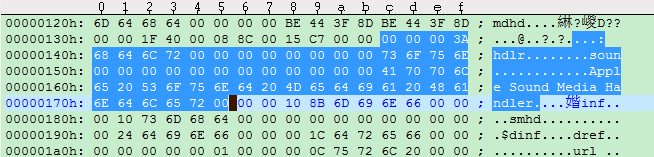 0 1 2 3 4 5 6 7 8 9 a b c d e f
00000120h: 6D 64 68 64 00 00 00 00 BE 44 3F 8D BE 44 3F 8D ; mdhd....綝?嶾D??
00000130h: 00 00 1F 40 00 08 8C 00 15 C7 00 00 00 00 00 3A ; ...@..?.?....:
00000140h: 68 64 6C 72 00 00 00 00 00 00 00 00 73 6F 75 6E ; hdlr........soun
00000150h: 00 00 00 00 00 00 00 00 00 00 00 00 41 70 70 6C ; ............Appl
00000160h: 65 20 53 6F 75 6E 64 20 4D 65 64 69 61 20 48 61 ; e Sound Media Ha
00000170h: 6E 64 6C 65 72 00 00 00 10 8B 6D 69 6E 66 00 00 ; ndler....媘inf..
00000180h: 00 10 73 6D 68 64 00 00 00 00 00 00 00 00 00 00 ; ..smhd..........
00000190h: 00 24 64 69 6E 66 00 00 00 1C 64 72 65 66 00 00 ; .$dinf....dref..
000001a0h: 00 00 00 00 00 01 00 00 00 0C 75 72 6C 20 00 00 ; ..........url ..